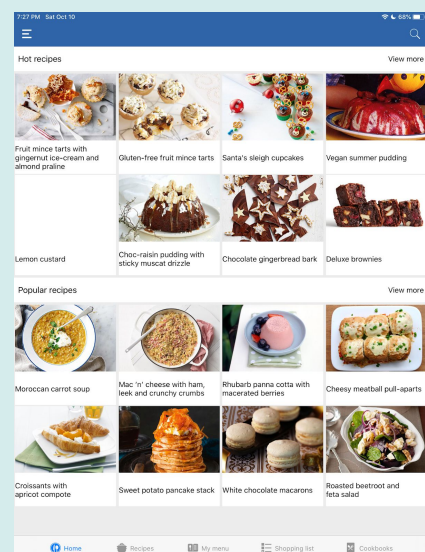 7:27 PM Sat Oct 10
68%
Hot recipes
View more
Fruit mince tarts with
gingernut ice-cream and
almond praline
Gluten-free fruit mince tarts
Santa's sleigh cupcakes
Vegan summer pudding
Lemon custard
Choc-raisin pudding with
sticky muscat drizzle
Chocolate gingerbread bark
Deluxe brownies
Popular recipes
View more
Moroccan carrot soup
Mac 'n' cheese with ham,
leek and crunchy crumbs
Rhubarb panna cotta with
macerated berries
Cheesy meatball pull-aparts
Croissants with
apricot compote
Sweet potato pancake stack
White chocolate macarons
Roasted beetroot and
feta salad
Home
Recipes
My menu
Shopping list
Cookbooks